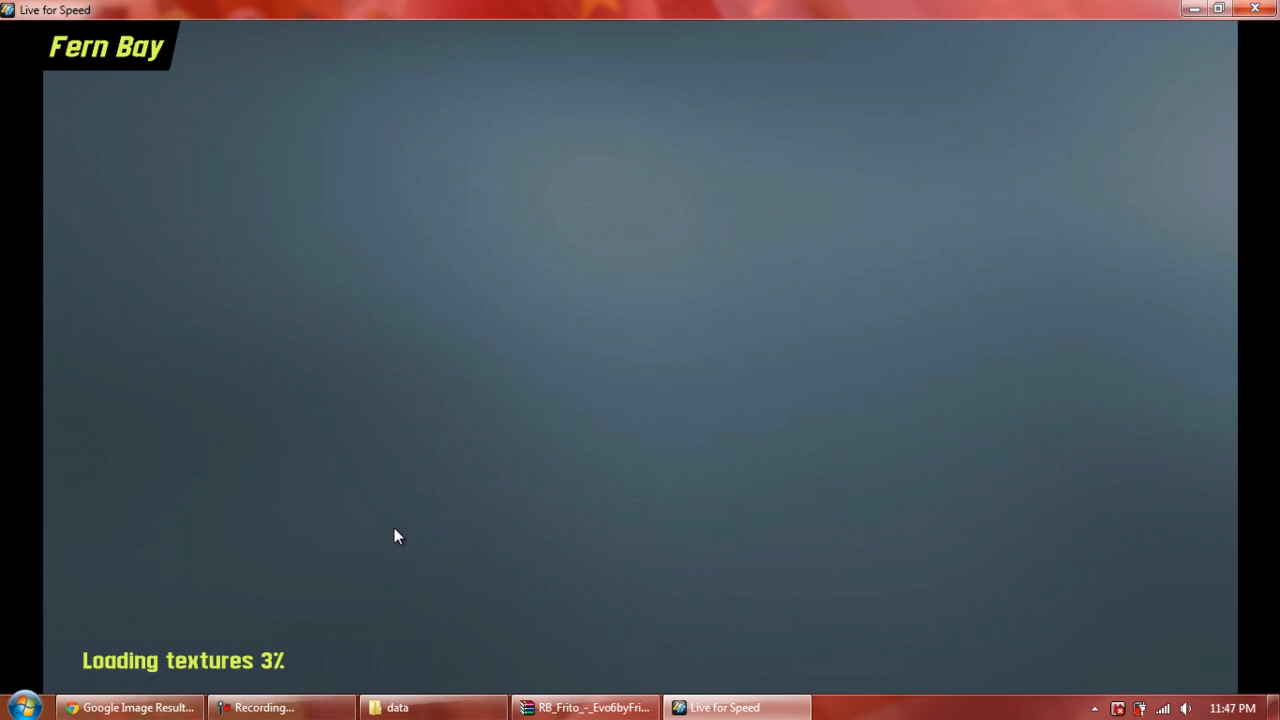 Live for Speed
Fern Bay
Loading textures 3%
Google Image Result...
Recording...
data
RB_Frito_-_Evo6byFri...
Live for Speed
11:47 PM